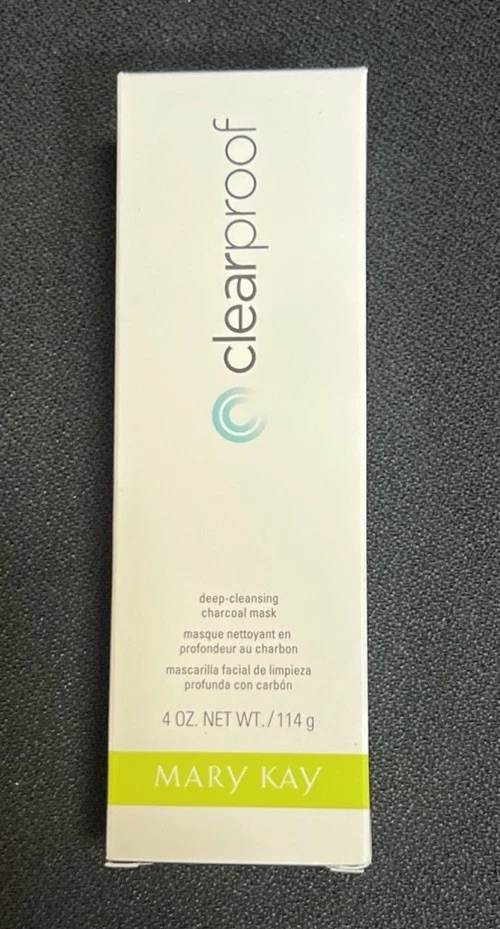 clearproof
deep-cleansing
charcoal mask
masque nettoyant en
profondeur au charbon
mascarilla facial de limpieza
profunda con carbón
4 OZ. NET WT./114 g
MARY KAY